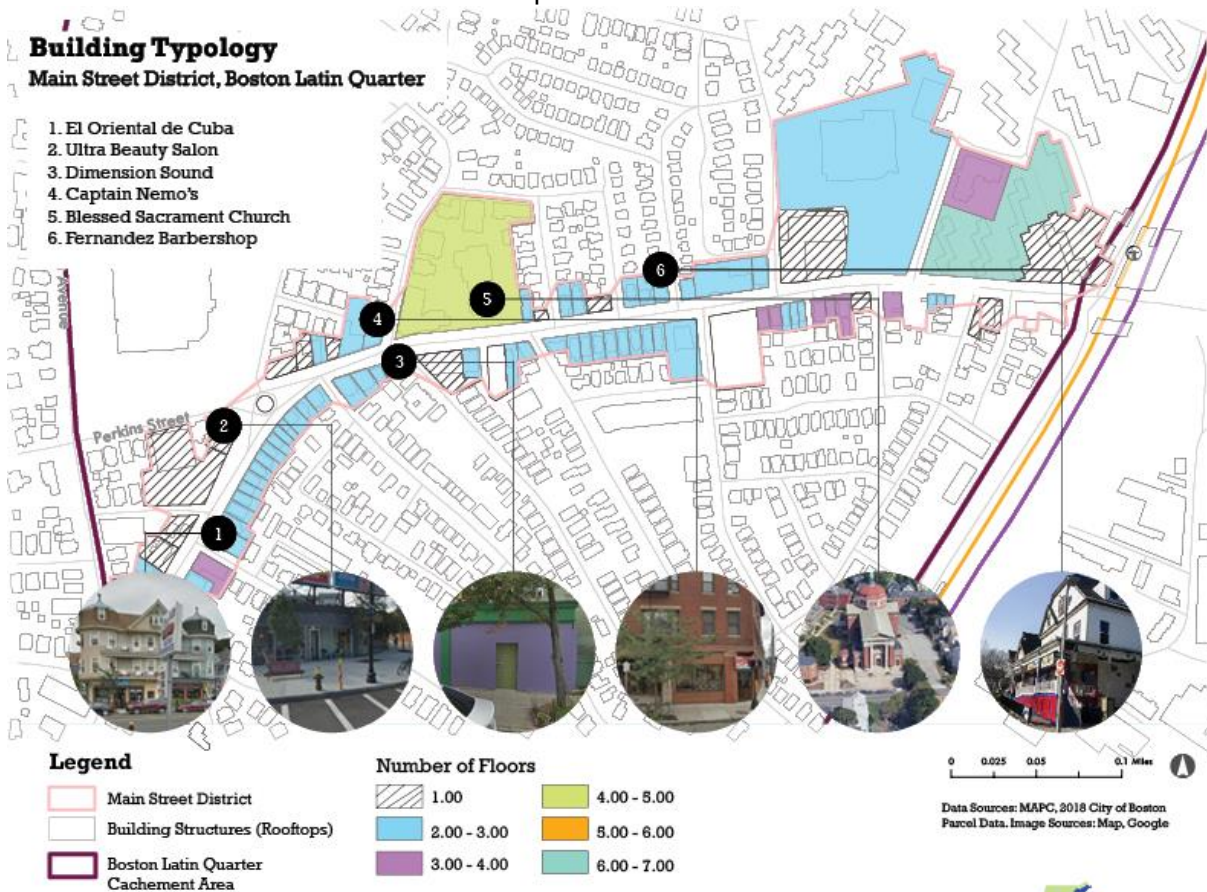 Building Typology
Main Street District, Boston Latin Quarter
1. El Oriental de Cuba
2. Ultra Beauty Salon
3. Dimension Sound
4. Captain Nemo's
5. Blessed Sacrament Church
6. Fernandez Barbershop
Avenue
Perkins Street
1
2
3
4
5
6
T
Legend
Main Street District
Building Structures (Rooftops)
Boston Latin Quarter
Cachement Area
Number of Floors
1.00
2.00 - 3.00
3.00 - 4.00
4.00 - 5.00
5.00 - 6.00
6.00 - 7.00
0 0.025 0.05 0.1 Miles
Data Sources: MAPC, 2018 City of Boston
Parcel Data. Image Sources: Map, Google